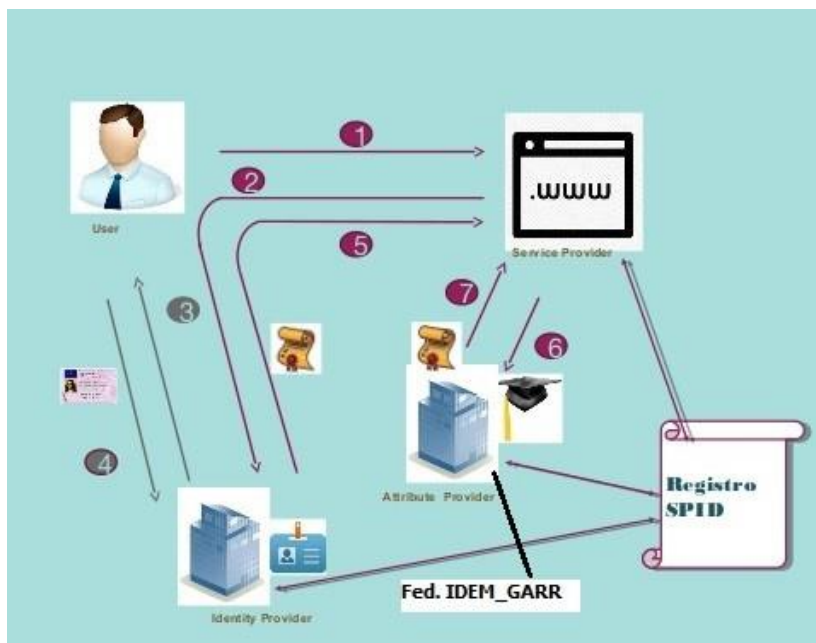 1
2
.www
User
5
Service Provider
3
7
6
4
Attribute Provider
Registro
SPID
Fed. IDEM_GARR
Identity Provider